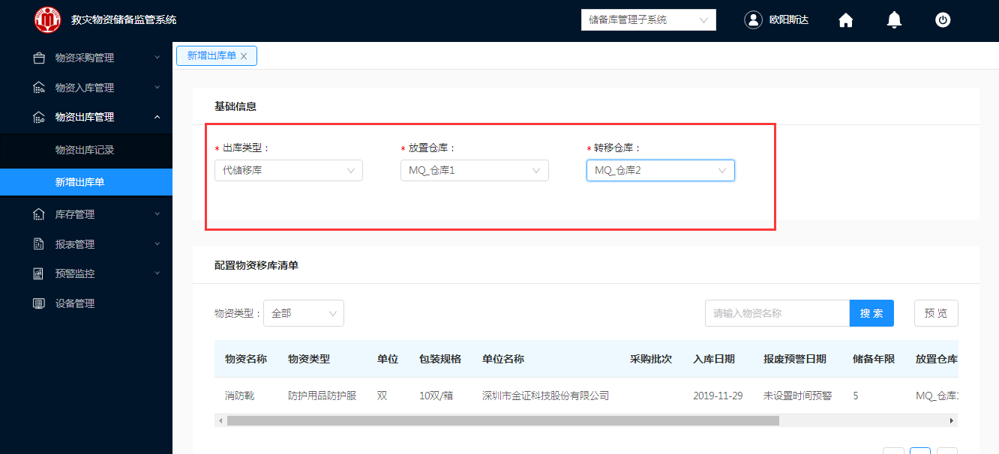 救灾物资储备监管系统
储备库管理子系统
欧阳斯达
物资采购管理
物资入库管理
物资出库管理
物资出库记录
新增出库单
库存管理
报表管理
预警监控
设备管理
新增出库单
基础信息
* 出库类型： * 放置仓库： * 转移仓库：
代储移库 MQ_仓库1 MQ_仓库2
配置物资移库清单
物资类型： 全部 请输入物资名称 搜 索 预 览
物资名称 物资类型 单位 包装规格 单位名称 采购批次 入库日期 报废预警日期 储备年限 放置仓库
消防靴 防护用品防护服 双 10双/箱 深圳市金证科技股份有限公司 2019-11-29 未设置时间预警 5 MQ_仓库